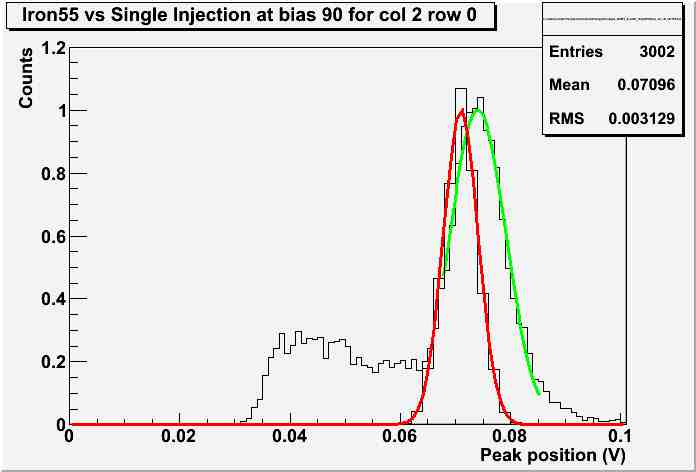 Iron55 vs Single Injection at bias 90 for col 2 row 0
Entries 3002
Mean 0.07096
RMS 0.003129
Counts
1.2
1
0.8
0.6
0.4
0.2
0
0 0.02 0.04 0.06 0.08 0.1
Peak position (V)